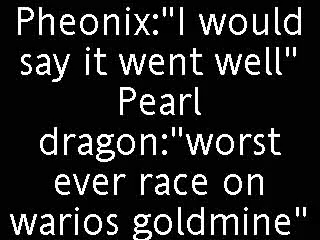 Pheonix:"I would
say it went well"
Pearl
dragon:"worst
ever race on
warios goldmine"